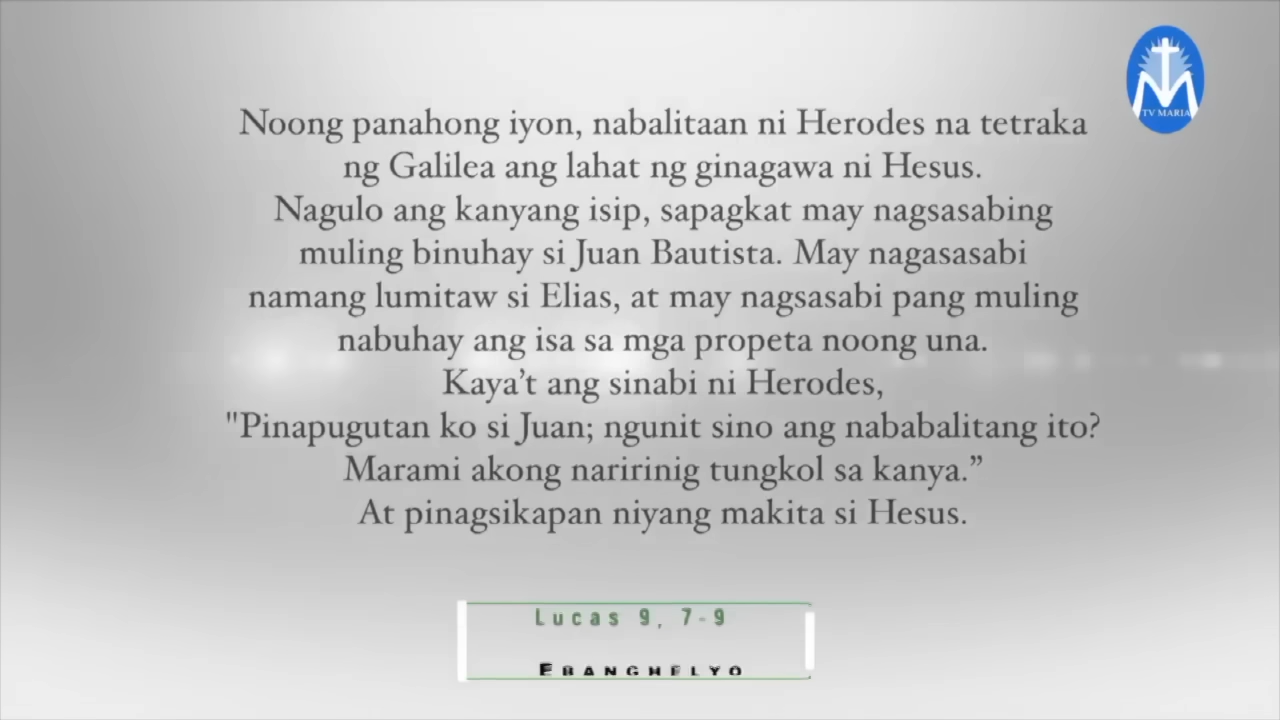 TV MARIA
Noong panahong iyon, nabalitaan ni Herodes na tetraka
ng Galilea ang lahat ng ginagawa ni Hesus.
Nagulo ang kanyang isip, sapagkat may nagsasabing
muling binuhay si Juan Bautista. May nagasasabi
namang lumitaw si Elias, at may nagsasabi pang muling
nabuhay ang isa sa mga propeta noong una.
Kaya’t ang sinabi ni Herodes,
"Pinapugutan ko si Juan; ngunit sino ang nababalitang ito?
Marami akong naririnig tungkol sa kanya.”
At pinagsikapan niyang makita si Hesus.
Lucas 9, 7-9
EBANGHELYO